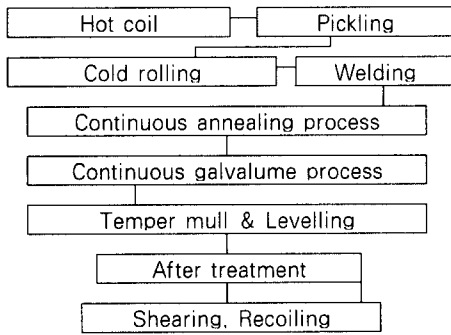 Hot coil
Pickling
Cold rolling
Welding
Continuous annealing process
Continuous galvalume process
Temper mull & Levelling
After treatment
Shearing, Recoiling